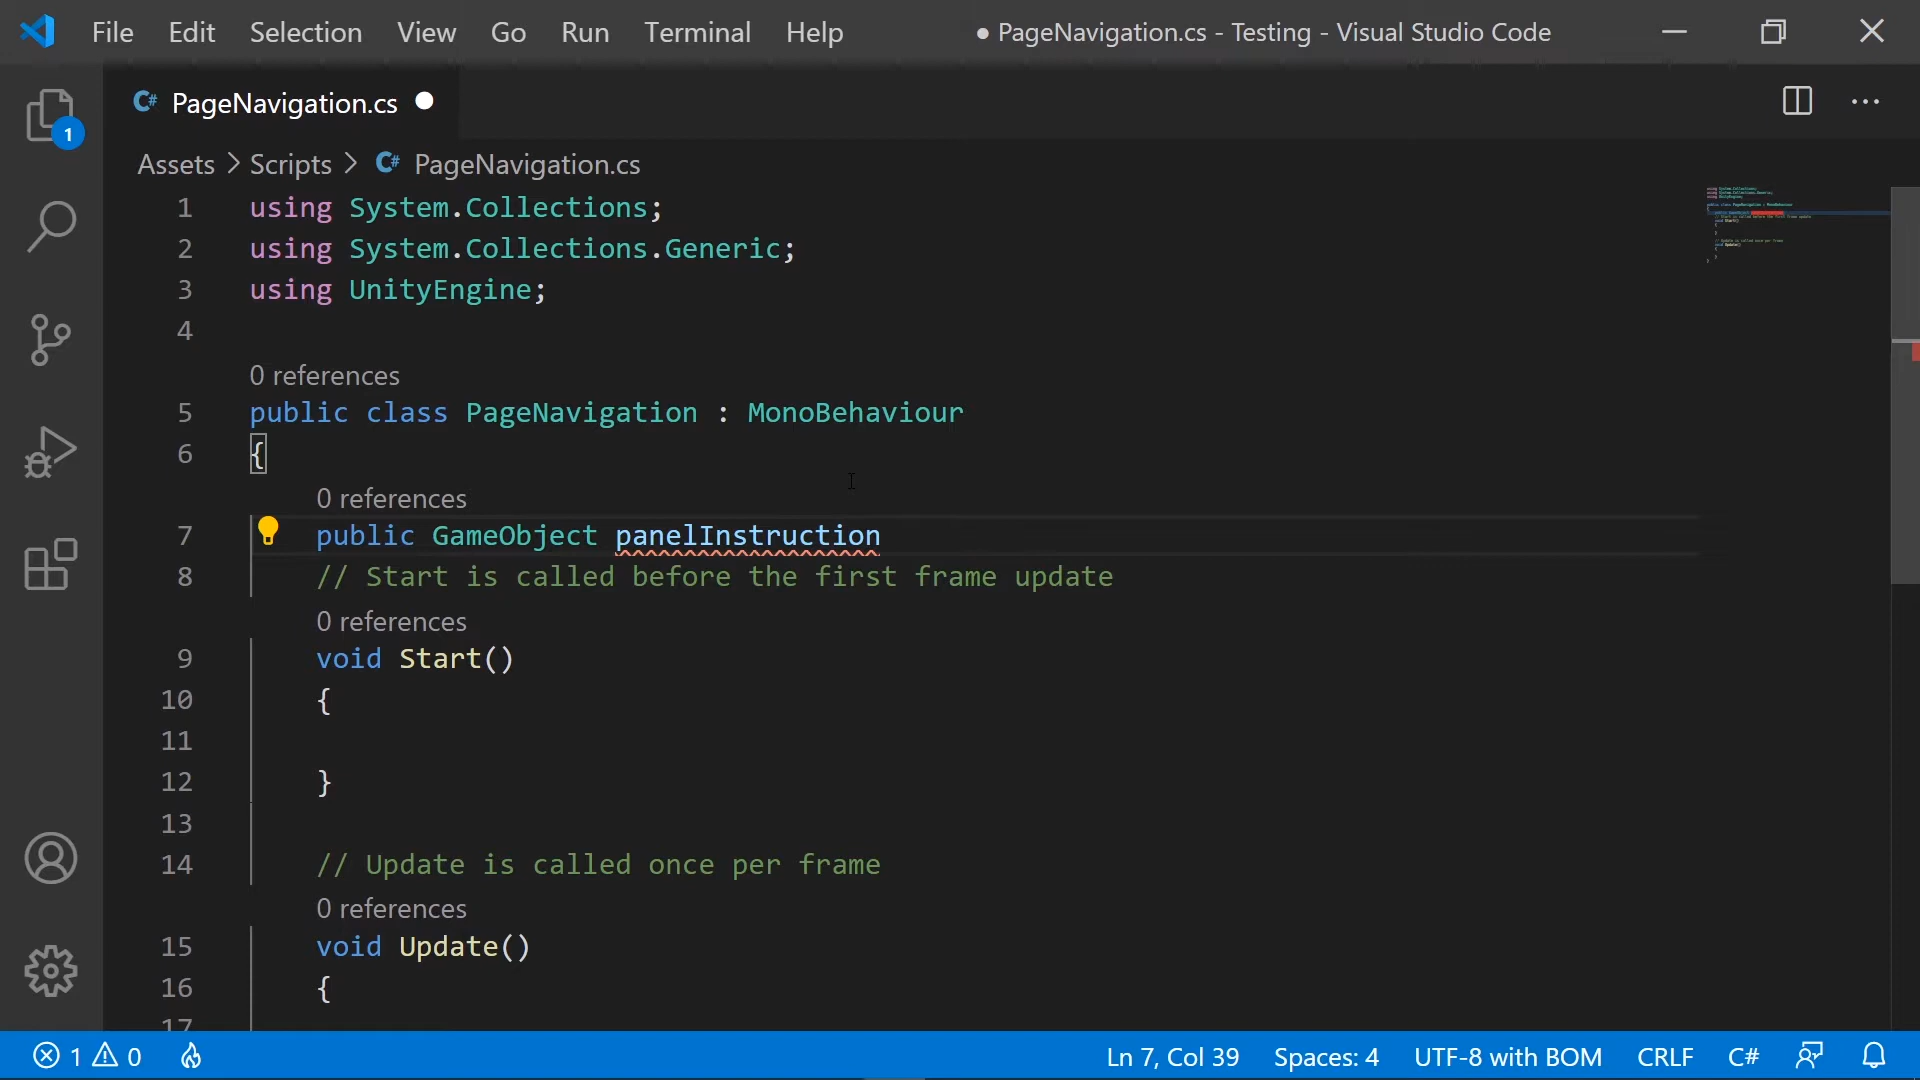 File Edit Selection View Go Run Terminal Help ● PageNavigation.cs - Testing - Visual Studio Code
C# PageNavigation.cs
1
Assets > Scripts > C# PageNavigation.cs
1 using System.Collections;
2 using System.Collections.Generic;
3 using UnityEngine;
4
0 references
5 public class PageNavigation : MonoBehaviour
6 {
0 references
7 public GameObject panelInstruction
8 // Start is called before the first frame update
0 references
9 void Start()
10 {
11
12 }
13
14 // Update is called once per frame
0 references
15 void Update()
16 {
17
1 0 Ln 7, Col 39 Spaces: 4 UTF-8 with BOM CRLF C#